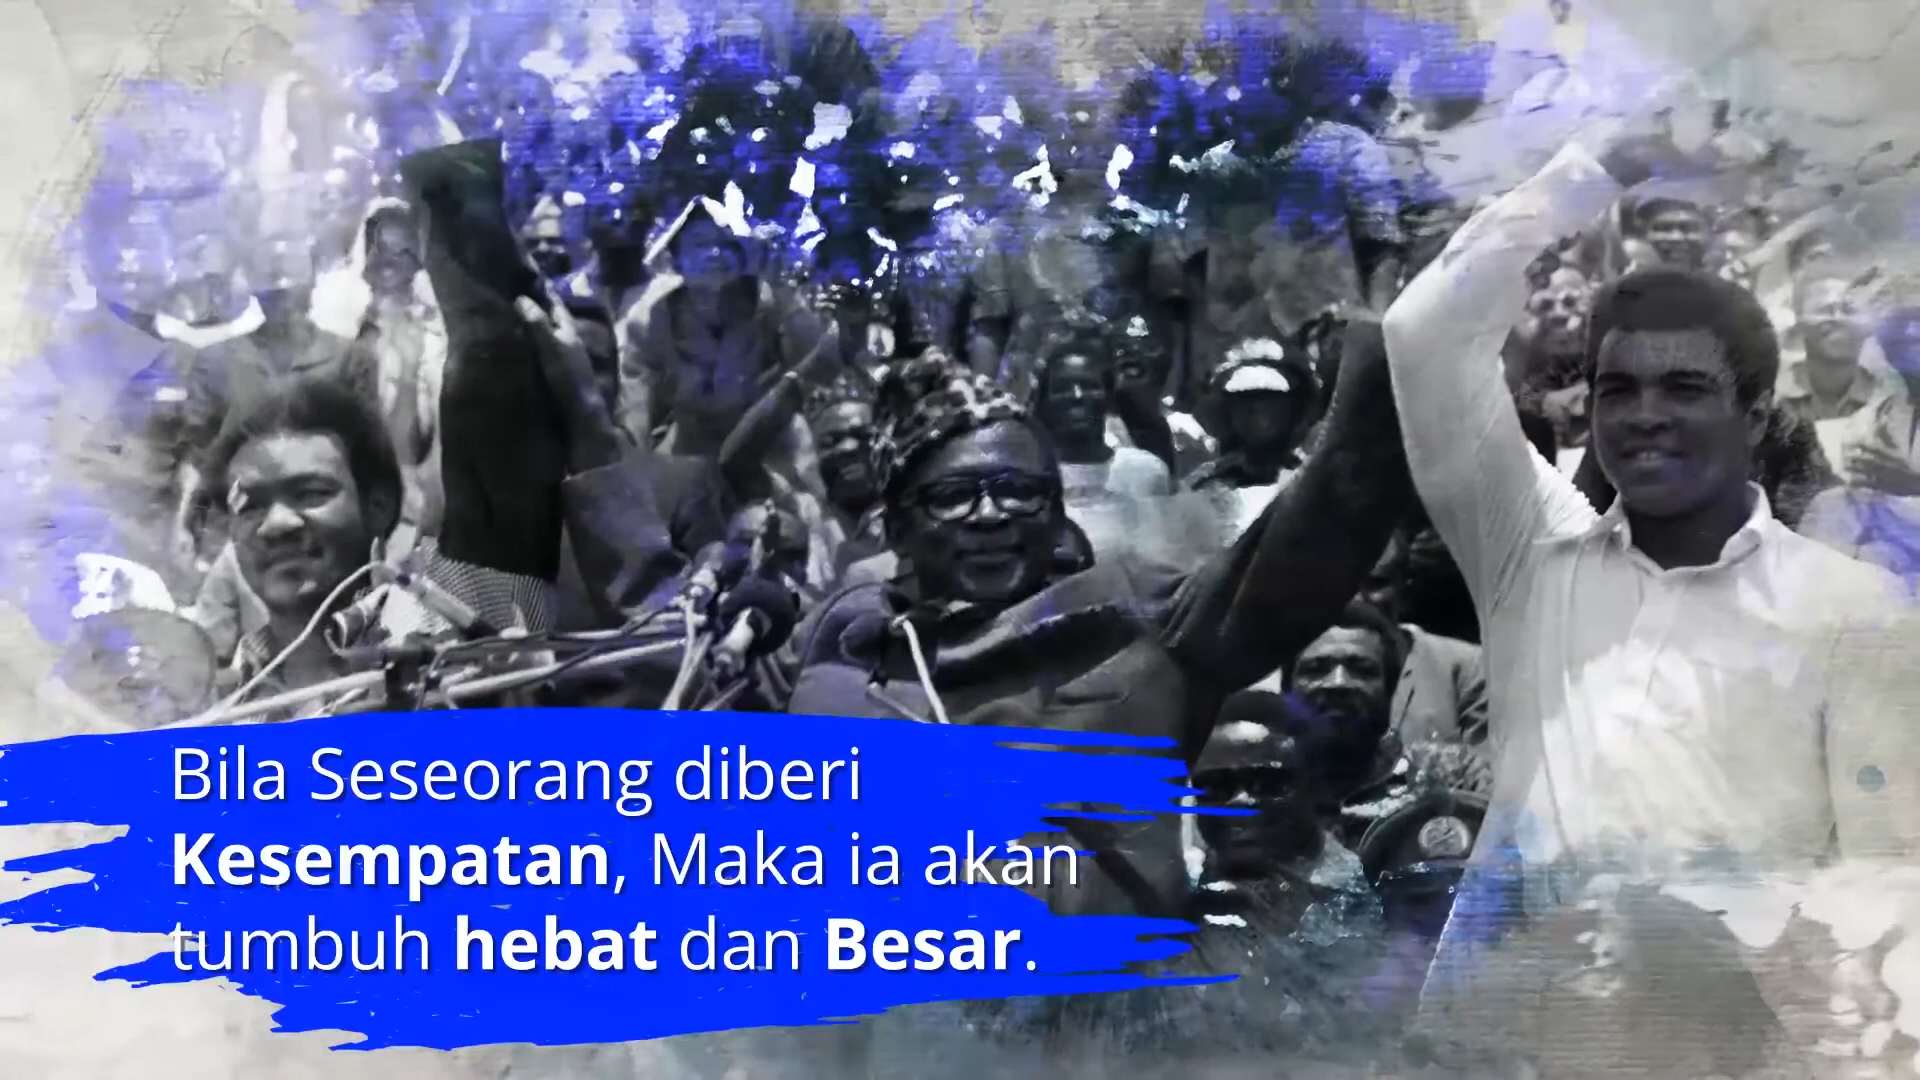 Bila Seseorang diberi
Kesempatan, Maka ia akan
tumbuh hebat dan Besar.